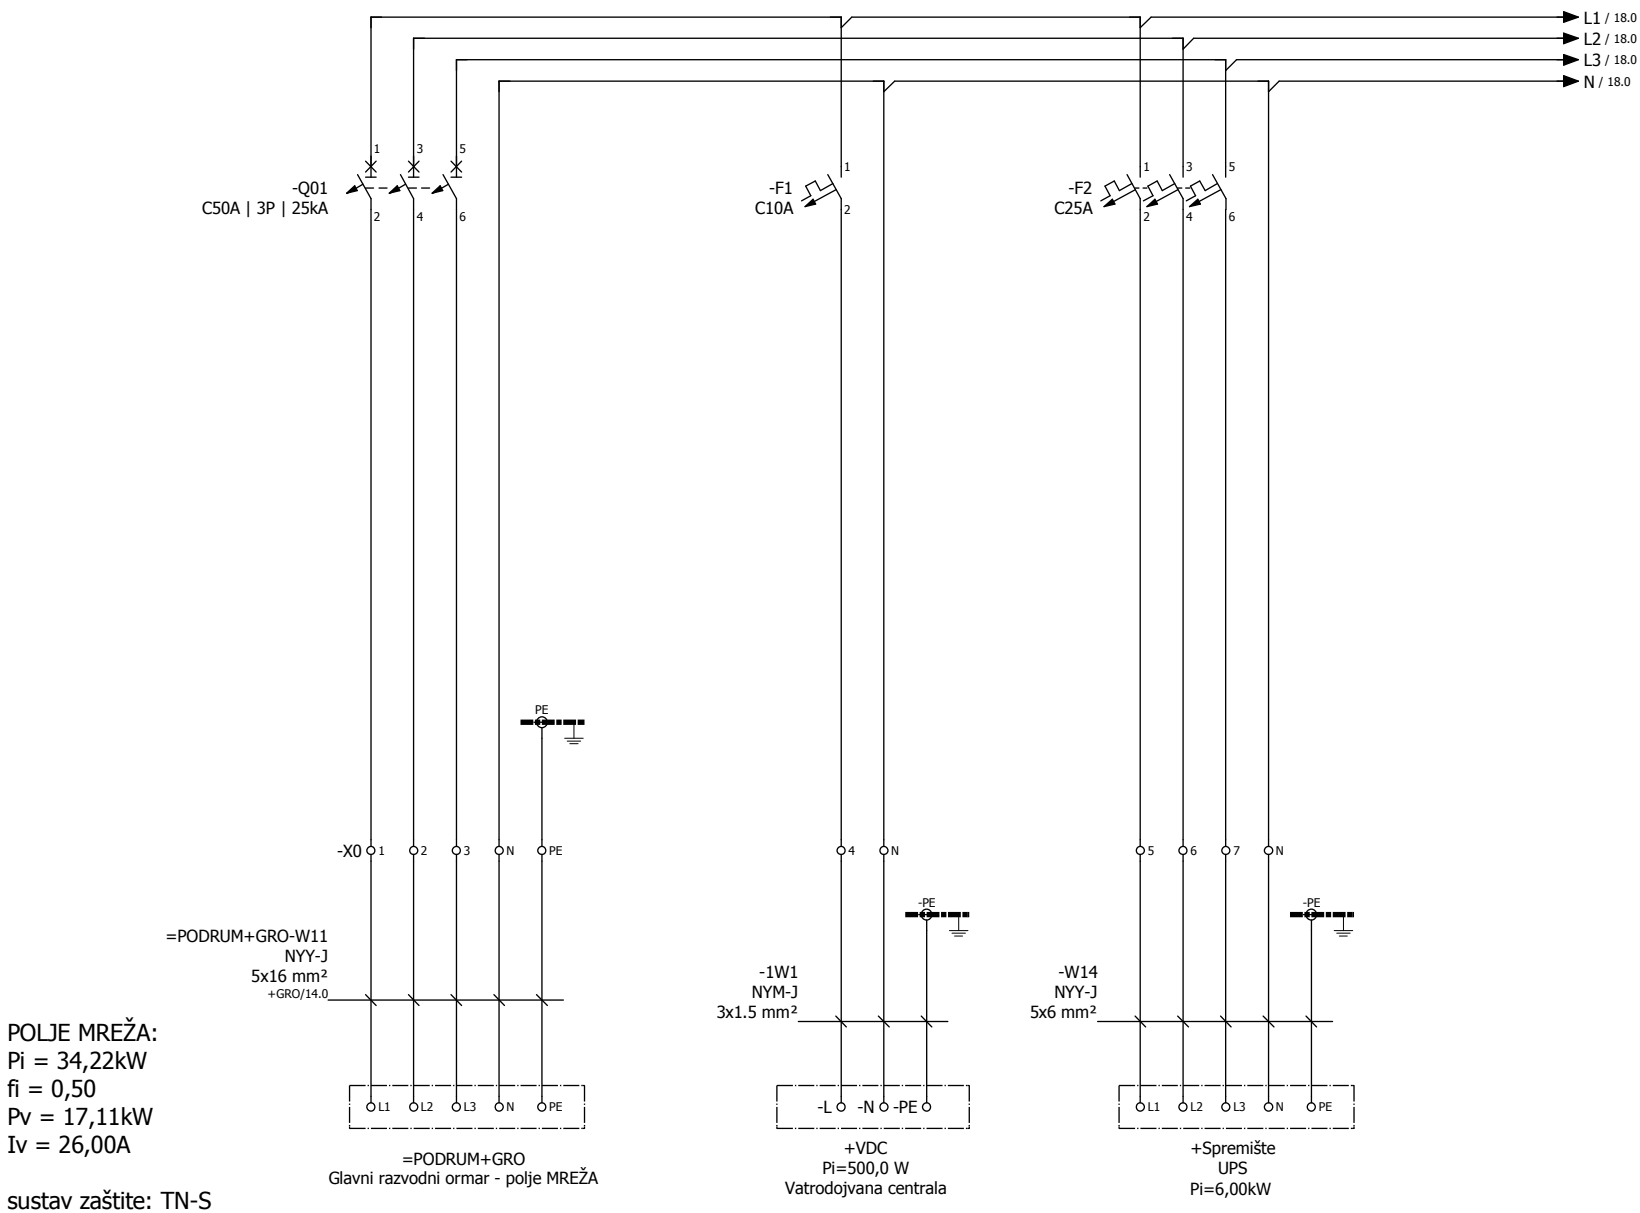 L1 / 18.0
L2 / 18.0
L3 / 18.0
N / 18.0
1 3 5
-Q01
C50A | 3P | 25kA
2 4 6
1
-F1
C10A
2
1 3 5
-F2
C25A
2 4 6
PE
-X0 1 2 3 N PE
4 N
5 6 7 N
-PE
-PE
=PODRUM+GRO-W11
NYY-J
5x16 mm²
+GRO/14.0
-1W1
NYM-J
3x1.5 mm²
-W14
NYY-J
5x6 mm²
POLJE MREŽA:
Pi = 34,22kW
fi = 0,50
Pv = 17,11kW
Iv = 26,00A
sustav zaštite: TN-S
L1 L2 L3 N PE
=PODRUM+GRO
Glavni razvodni ormar - polje MREŽA
-L -N -PE
+VDC
Pi=500,0 W
Vatrodojvana centrala
L1 L2 L3 N PE
+Spremište
UPS
Pi=6,00kW